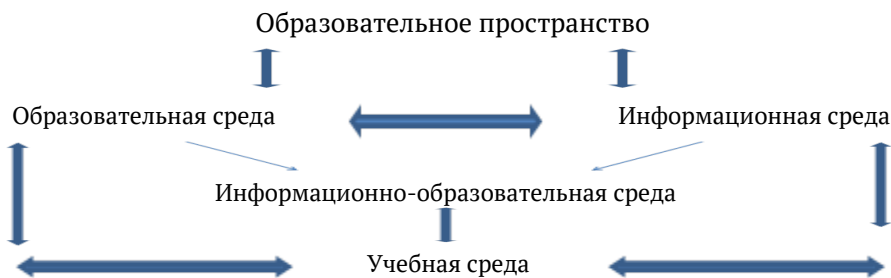 Образовательное пространство
Образовательная среда Информационная среда
Информационно-образовательная среда
Учебная среда